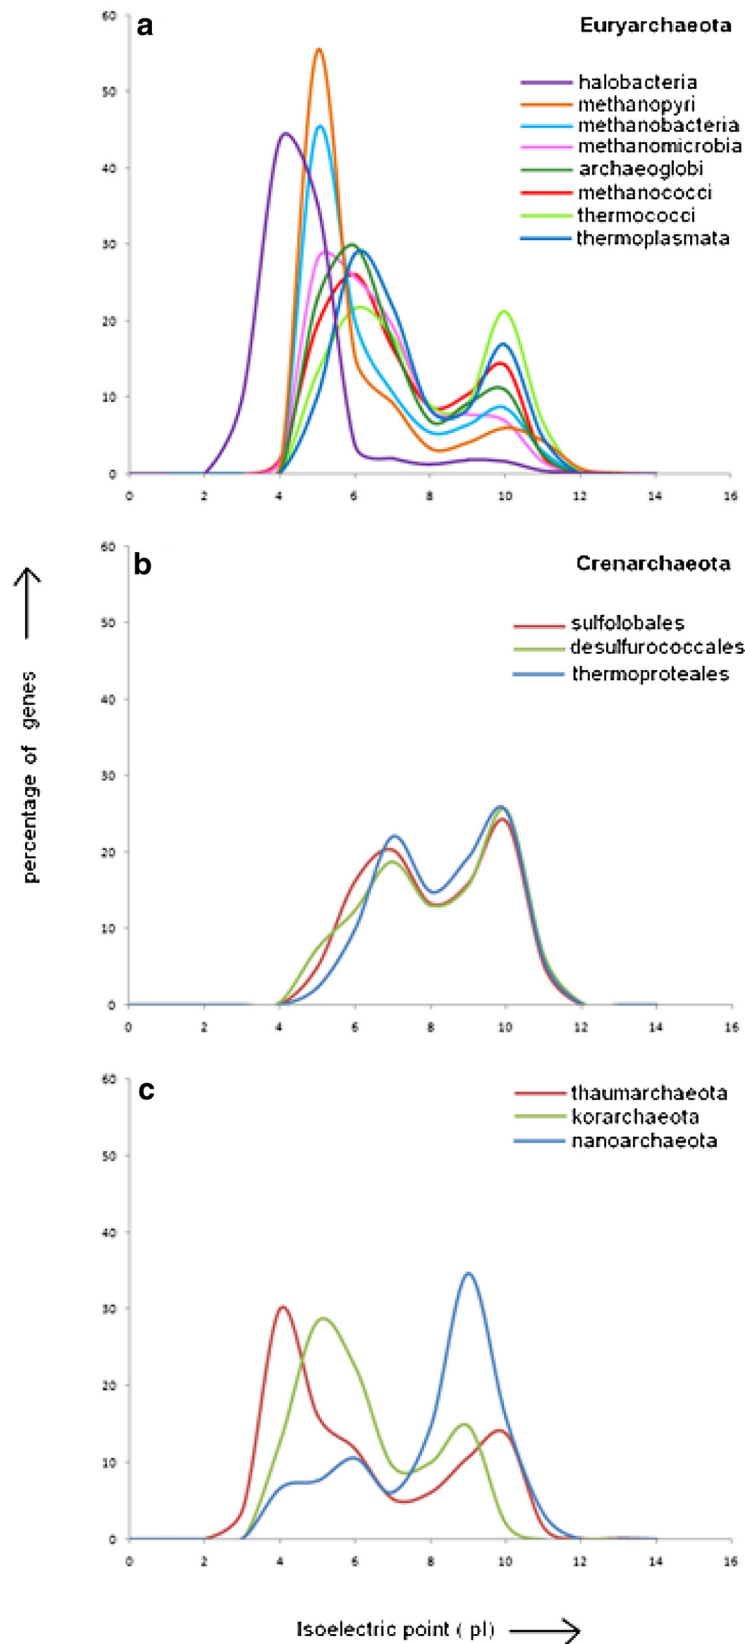 a
Euryarchaeota
halobacteria
methanopyri
methanobacteria
methanomicrobia
archaeoglobi
methanococci
thermococci
thermoplasmata
60
50
40
30
20
10
0
0 2 4 6 8 10 12 14 16
b
Crenarchaeota
sulfolobales
desulfurococcales
thermoproteales
60
50
40
30
20
10
0
0 2 4 6 8 10 12 14 16
percentage of genes
c
thaumarchaeota
korarchaeota
nanoarchaeota
60
50
40
30
20
10
0
0 2 4 6 8 10 12 14 16
Isoelectric point ( pI)